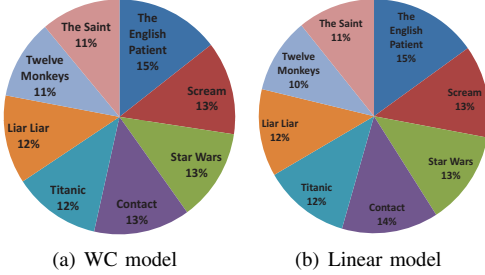 The
English
Patient
15%
Scream
13%
Star Wars
13%
Contact
13%
Titanic
12%
Liar Liar
12%
Twelve
Monkeys
11%
The Saint
11%
(a) WC model
The
English
Patient
15%
Scream
13%
Star Wars
13%
Contact
14%
Titanic
12%
Liar Liar
12%
Twelve
Monkeys
10%
The Saint
11%
(b) Linear model